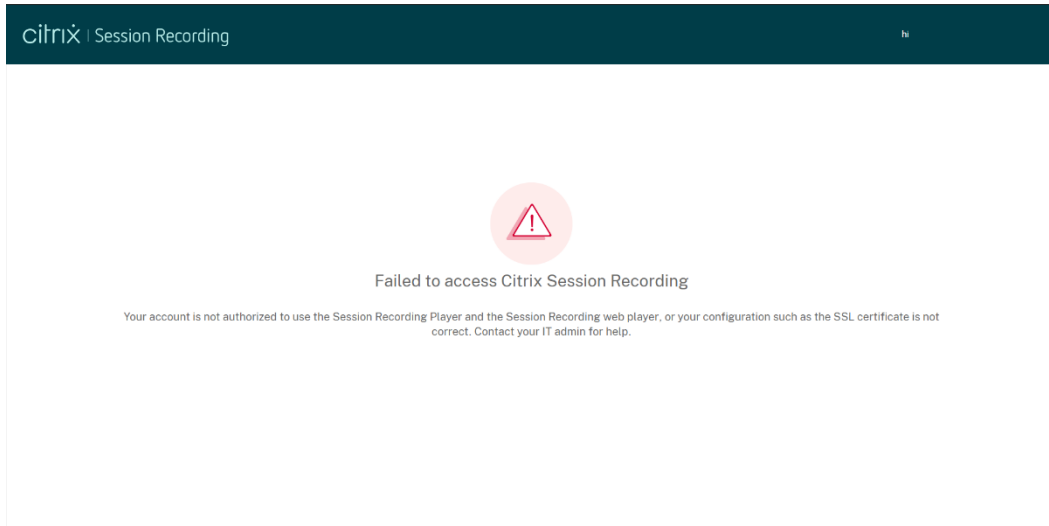 citrix | Session Recording
hi
Failed to access Citrix Session Recording
Your account is not authorized to use the Session Recording Player and the Session Recording web player, or your configuration such as the SSL certificate is not
correct. Contact your IT admin for help.